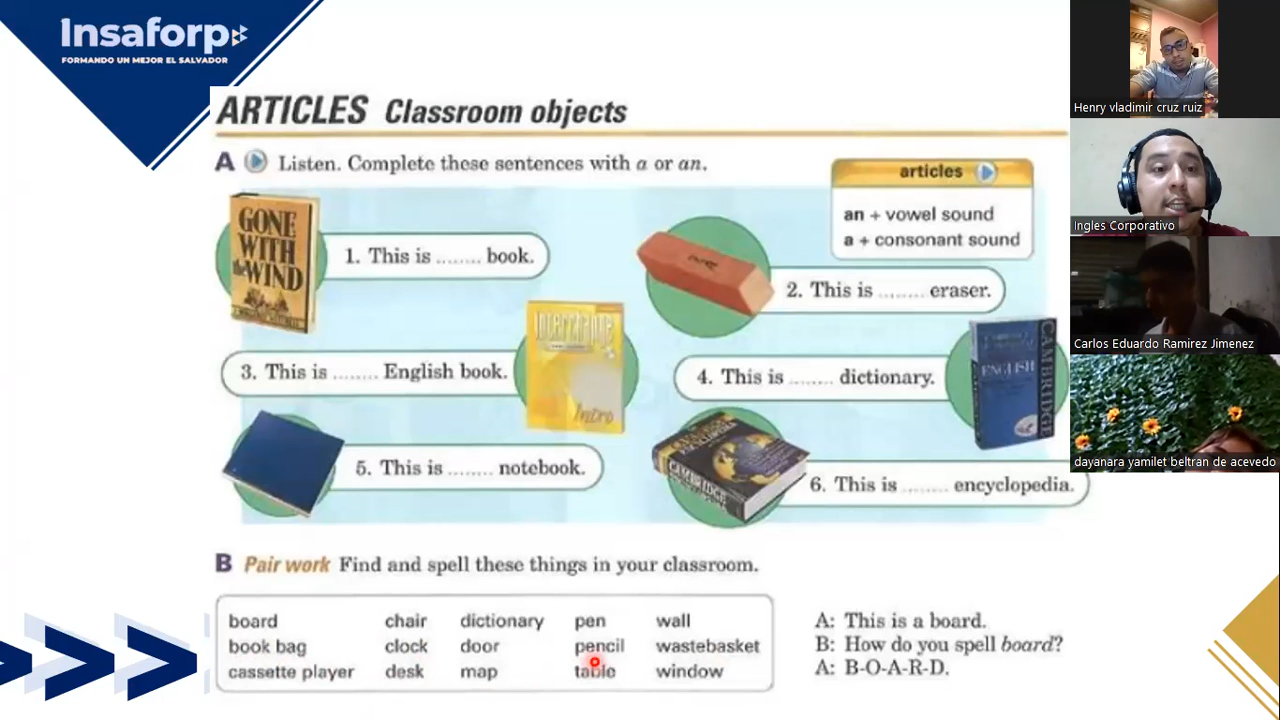 Insaforp
FORMANDO UN MEJOR EL SALVADOR
ARTICLES Classroom objects
A Listen. Complete these sentences with a or an.
articles
an + vowel sound
a + consonant sound
GONE
WITH
the WIND
1. This is ........ book.
2. This is ........ eraser.
3. This is ........ English book.
Interchange
Intro
4. This is ........ dictionary.
ENGLISH
CAMBRIDGE
5. This is ........ notebook.
6. This is ........ encyclopedia.
B Pair work Find and spell these things in your classroom.
board chair dictionary pen wall
book bag clock door pencil wastebasket
cassette player desk map table window
A: This is a board.
B: How do you spell board?
A: B-O-A-R-D.
Henry vladimir cruz ruiz
Ingles Corporativo
Carlos Eduardo Ramirez Jimenez
dayanara yamilet beltran de acevedo